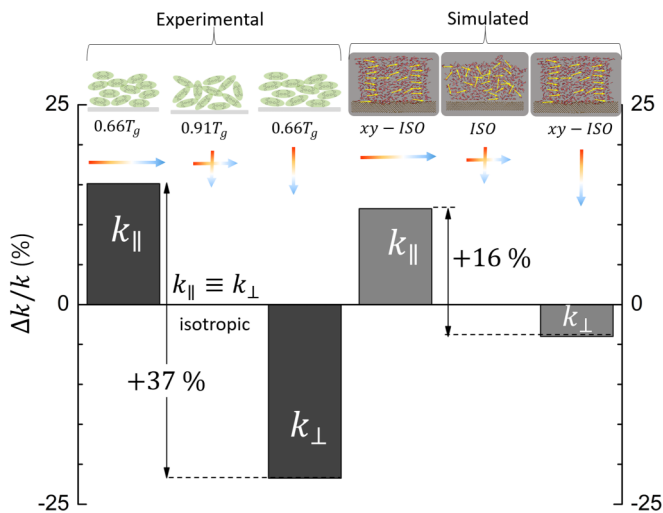 Experimental Simulated
0.66T_g 0.91T_g 0.66T_g xy − ISO ISO xy − ISO
25 25
k_∥ k_∥
+16 %
k_∥ ≡ k_⊥
Δk/k (%)
0 0
isotropic k_⊥
+37 %
k_⊥
-25 -25